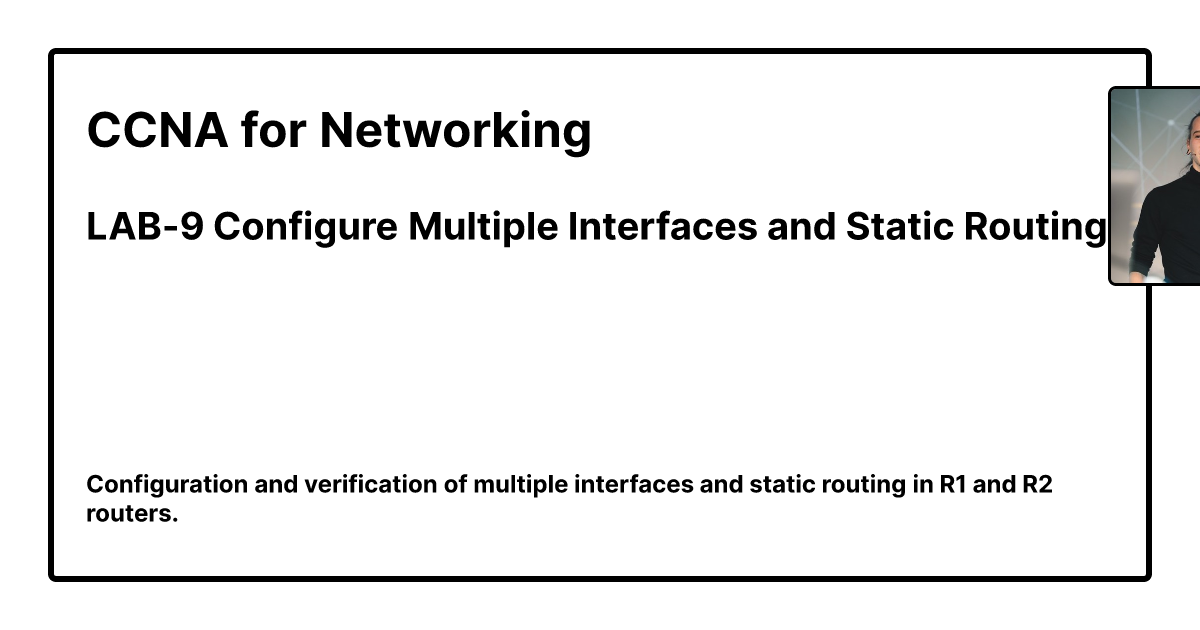 CCNA for Networking
LAB-9 Configure Multiple Interfaces and Static Routing
Configuration and verification of multiple interfaces and static routing in R1 and R2
routers.